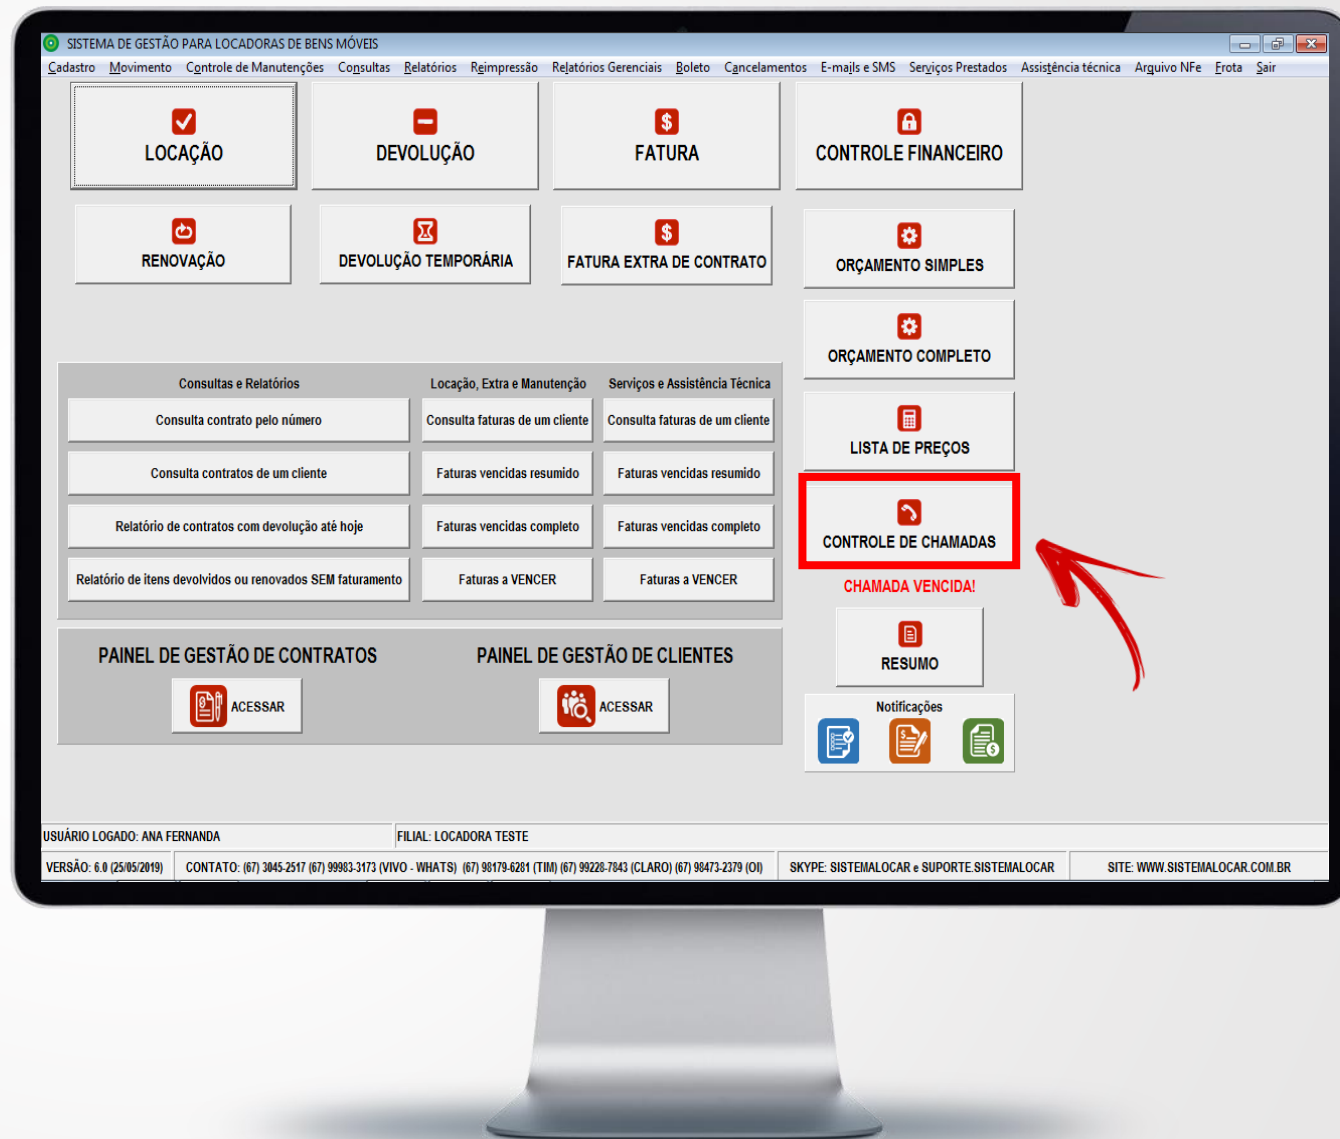 SISTEMA DE GESTÃO PARA LOCADORAS DE BENS MÓVEIS
Cadastro Movimento Controle de Manutenções Consultas Relatórios Reimpressão Relatórios Gerenciais Boleto Cancelamentos E-mails e SMS Serviços Prestados Assistência técnica Arquivo NFe Frota Sair
LOCAÇÃO
DEVOLUÇÃO
FATURA
CONTROLE FINANCEIRO
RENOVAÇÃO
DEVOLUÇÃO TEMPORÁRIA
FATURA EXTRA DE CONTRATO
ORÇAMENTO SIMPLES
ORÇAMENTO COMPLETO
LISTA DE PREÇOS
CONTROLE DE CHAMADAS
CHAMADA VENCIDA!
RESUMO
Notificações
Consultas e Relatórios
Consulta contrato pelo número
Consulta contratos de um cliente
Relatório de contratos com devolução até hoje
Relatório de itens devolvidos ou renovados SEM faturamento
Locação, Extra e Manutenção
Consulta faturas de um cliente
Faturas vencidas resumido
Faturas vencidas completo
Faturas a VENCER
Serviços e Assistência Técnica
Consulta faturas de um cliente
Faturas vencidas resumido
Faturas vencidas completo
Faturas a VENCER
PAINEL DE GESTÃO DE CONTRATOS
ACESSAR
PAINEL DE GESTÃO DE CLIENTES
ACESSAR
USUÁRIO LOGADO: ANA FERNANDA
FILIAL: LOCADORA TESTE
VERSÃO: 6.0 (25/05/2019)
CONTATO: (67) 3045-2517 (67) 99983-3173 (VIVO - WHATS) (67) 98179-6281 (TIM) (67) 99228-7843 (CLARO) (67) 98473-2379 (OI)
SKYPE: SISTEMALOCAR e SUPORTE.SISTEMALOCAR
SITE: WWW.SISTEMALOCAR.COM.BR